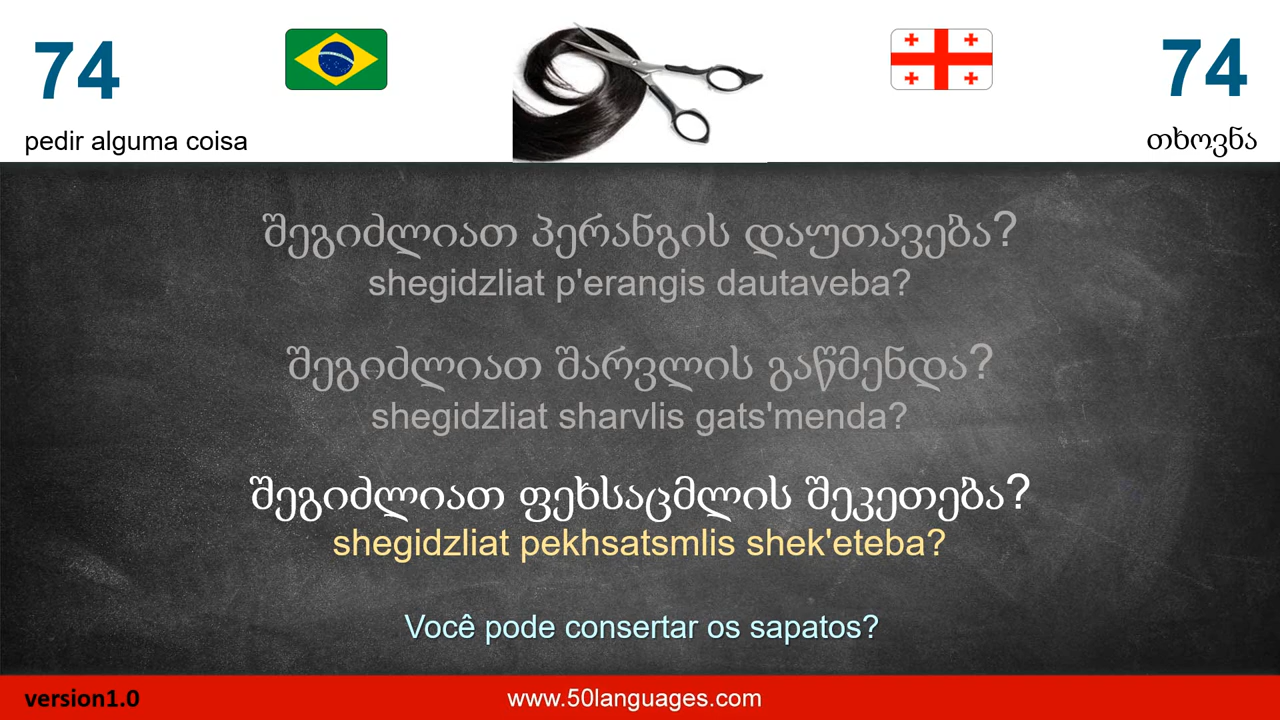 74
74
pedir alguma coisa
თხოვნა
შეგიძლიათ პერანგის დაუთავება?
shegidzliat p'erangis dautaveba?
შეგიძლიათ შარვლის გაწმენდა?
shegidzliat sharvlis gats'menda?
შეგიძლიათ ფეხსაცმლის შეკეთება?
shegidzliat pekhsatsmlis shek'eteba?
Você pode consertar os sapatos?
version1.0
www.50languages.com